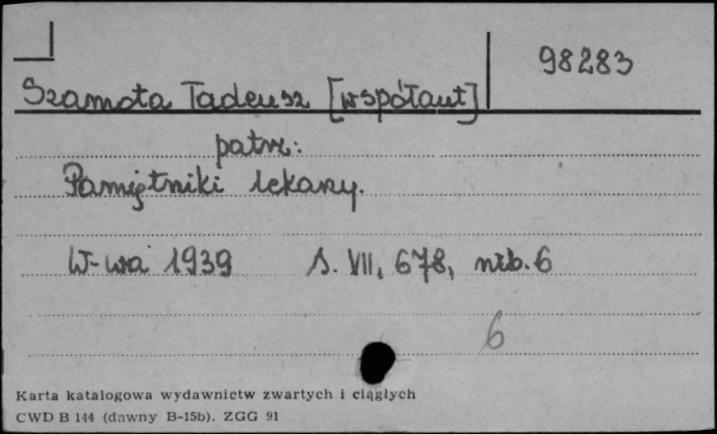 98283
Szamota Tadeusz [współaut]
patrz:
Pamiętniki lekarzy.
W-wa 1939 S. VII, 678, nlb. 6
6
Karta katalogowa wydawnictw zwartych i ciągłych
CWD B 144 (dawny B-15b). ZGG 91